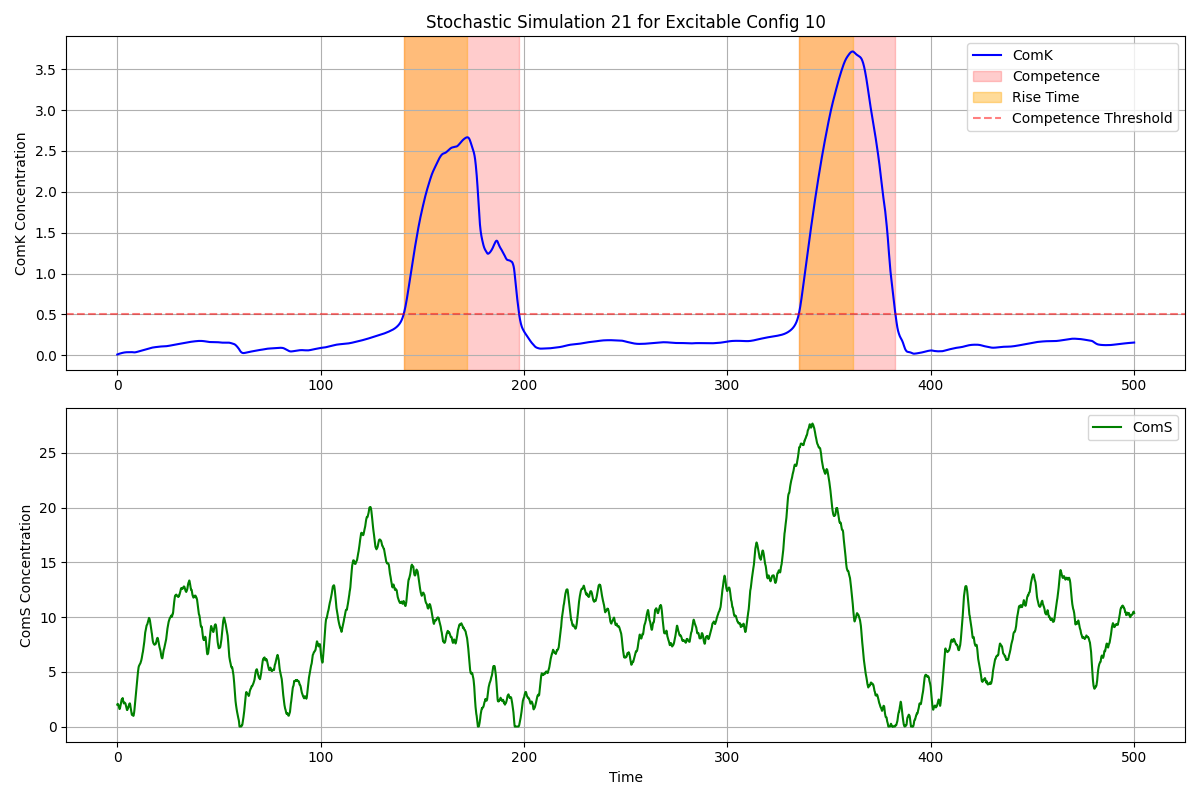 Stochastic Simulation 21 for Excitable Config 10
ComK Concentration
3.5
3.0
2.5
2.0
1.5
1.0
0.5
0.0
ComK
Competence
Rise Time
Competence Threshold
0 100 200 300 400 500
ComS Concentration
25
20
15
10
5
0
ComS
0 100 200 300 400 500
Time